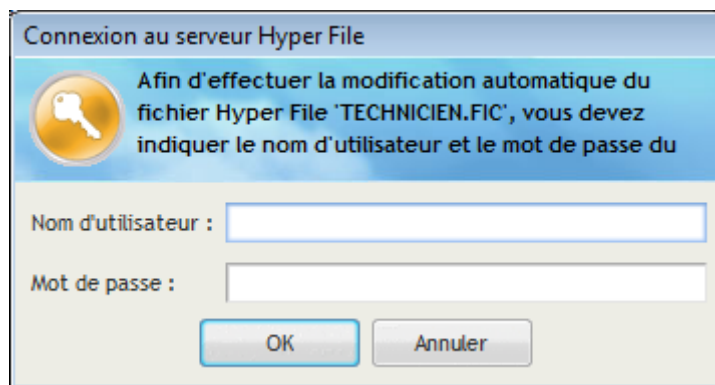 Connexion au serveur Hyper File
Afin d'effectuer la modification automatique du
fichier Hyper File 'TECHNICIEN.FIC', vous devez
indiquer le nom d'utilisateur et le mot de passe du
Nom d'utilisateur :
Mot de passe :
OK Annuler